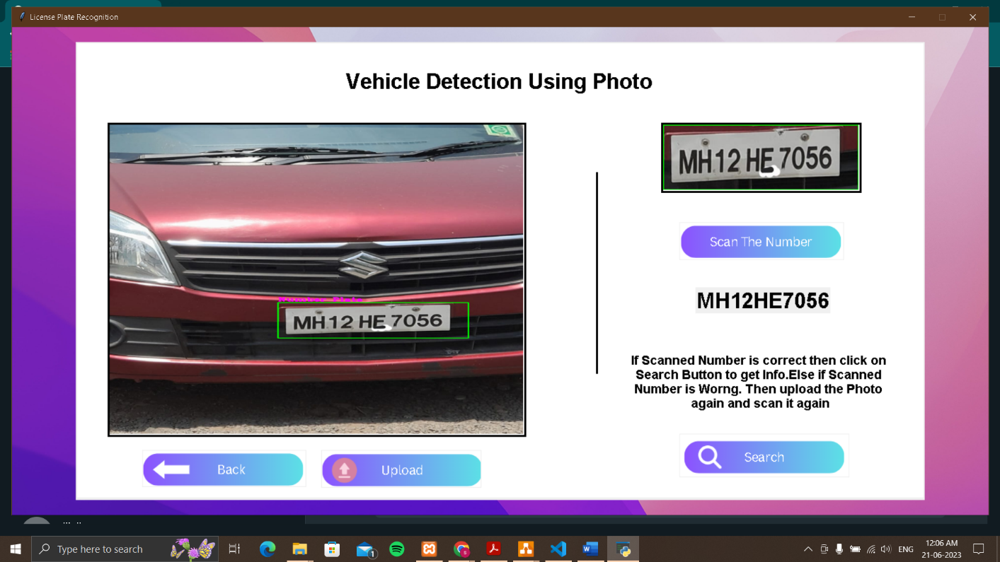 License Plate Recognition
Vehicle Detection Using Photo
Number Plate
MH12 HE 7056
MH12 HE 7056
Scan The Number
MH12HE7056
If Scanned Number is correct then click on
Search Button to get Info.Else if Scanned
Number is Worng. Then upload the Photo
again and scan it again
Back
Upload
Search
Type here to search
1
ENG
12:06 AM
21-06-2023